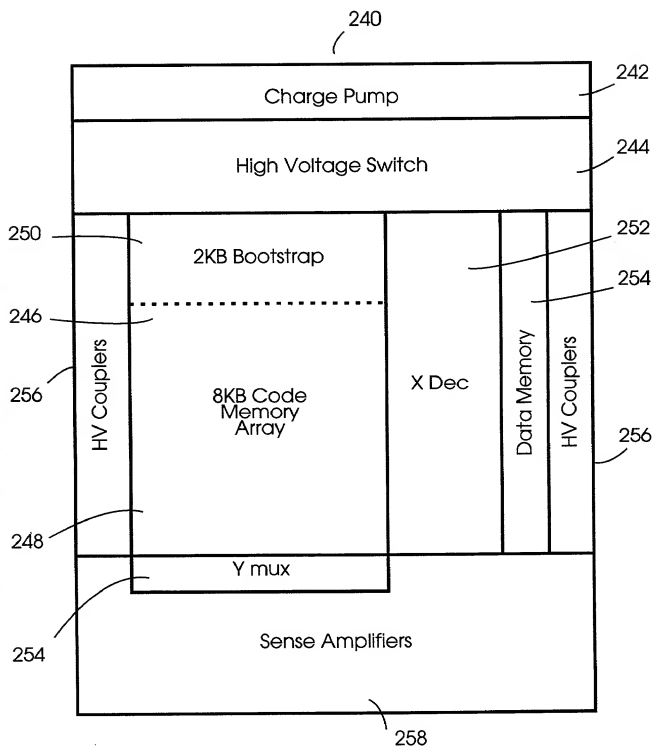 240
Charge Pump
242
High Voltage Switch
244
250
2KB Bootstrap
252
254
246
HV Couplers
8KB Code
Memory
Array
X Dec
Data Memory
HV Couplers
256
256
248
Y mux
254
Sense Amplifiers
258